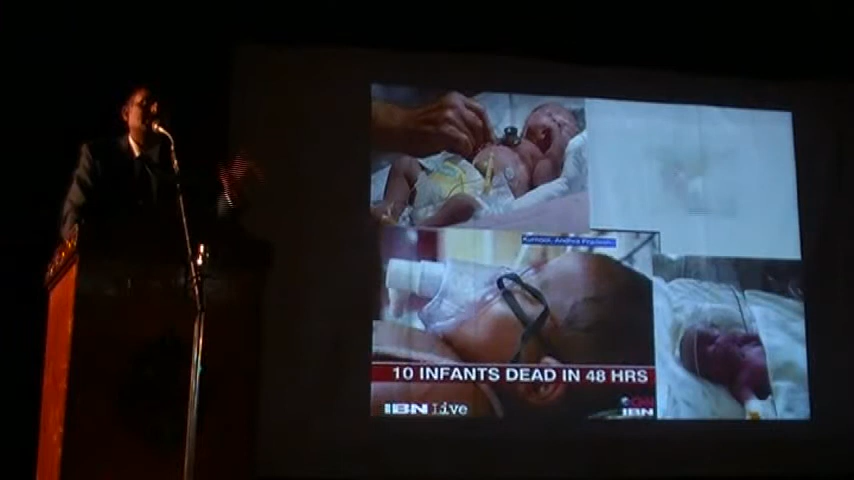 Kurnool, Andhra Pradesh
10 INFANTS DEAD IN 48 HRS
IBN Live
CNN
IBN